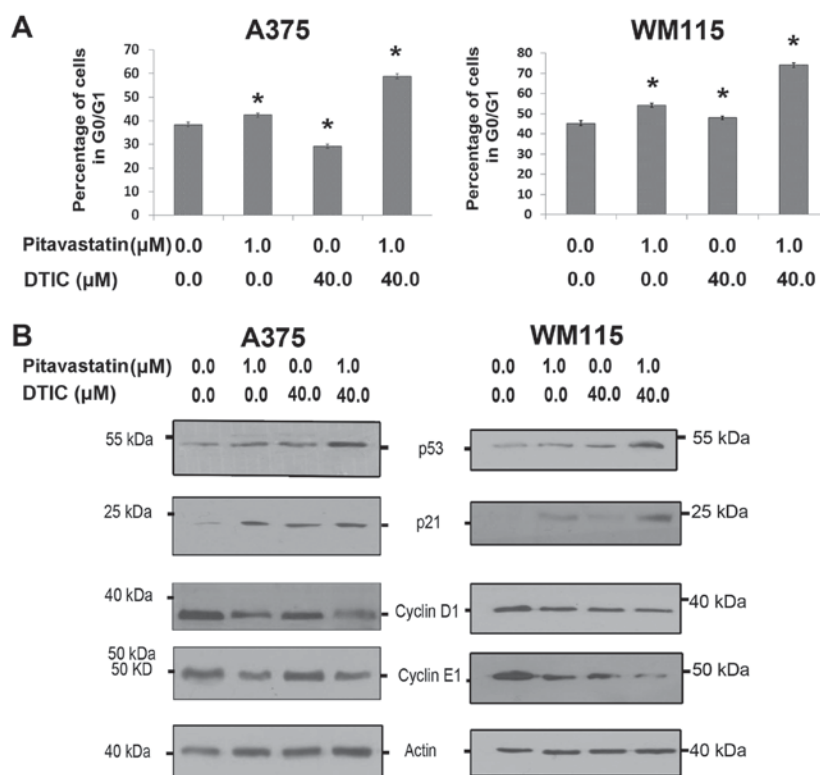 A
A375
Percentage of cells in G0/G1
70
60
50
40
30
20
10
0
* * *
Pitavastatin(µM) 0.0 1.0 0.0 1.0
DTIC (µM) 0.0 0.0 40.0 40.0
WM115
Percentage of cells in G0/G1
80
70
60
50
40
30
20
10
0
* * *
0.0 1.0 0.0 1.0
0.0 0.0 40.0 40.0
B
A375 WM115
Pitavastatin(µM) 0.0 1.0 0.0 1.0 0.0 1.0 0.0 1.0
DTIC (µM) 0.0 0.0 40.0 40.0 0.0 0.0 40.0 40.0
55 kDa p53 55 kDa
25 kDa p21 25 kDa
40 kDa Cyclin D1 40 kDa
50 kDa
50 KD Cyclin E1 50 kDa
40 kDa Actin 40 kDa